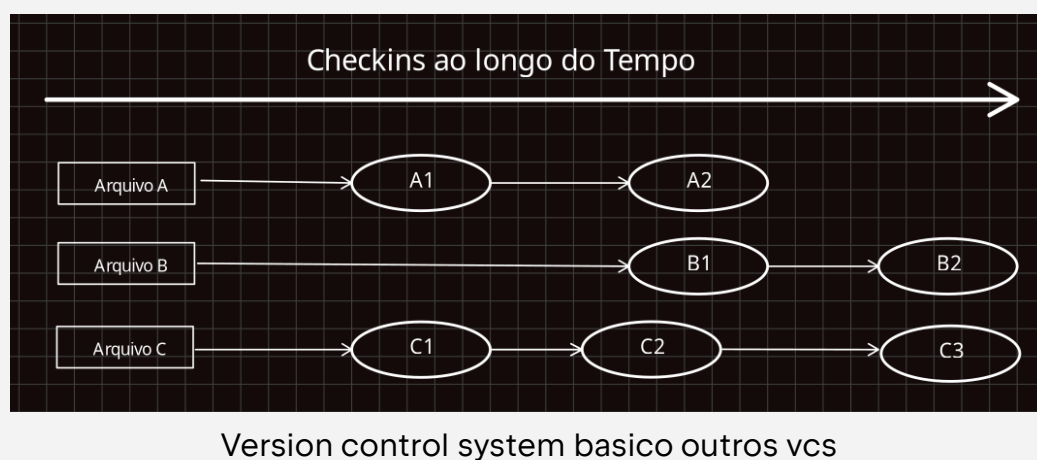 Checkins ao longo do Tempo
Arquivo A
A1
A2
Arquivo B
B1
B2
Arquivo C
C1
C2
C3
Version control system basico outros vcs